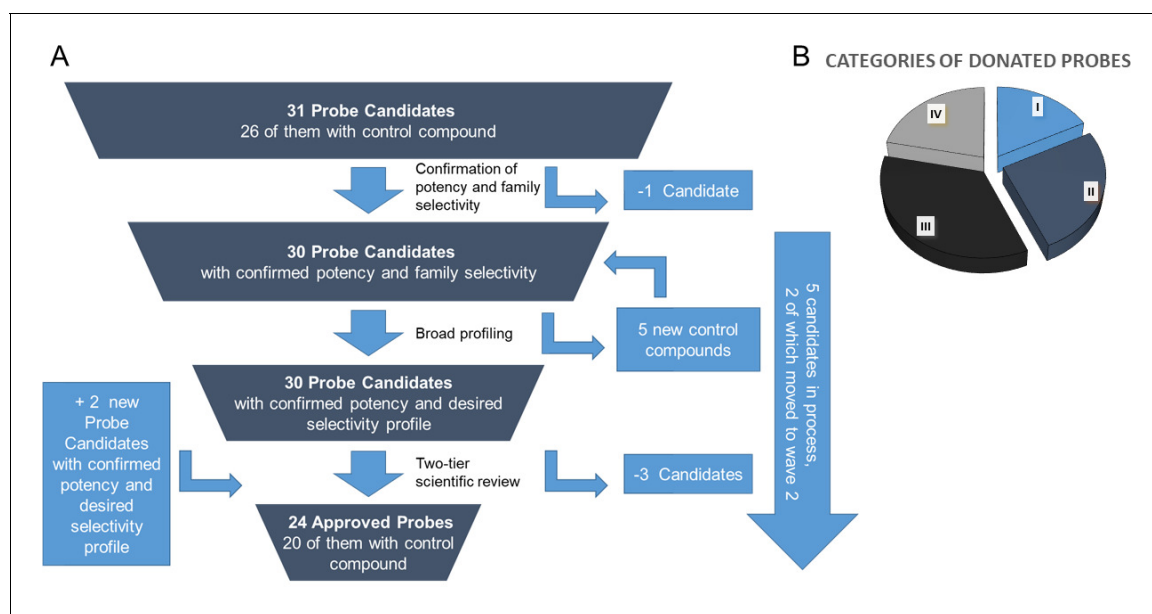 A
31 Probe Candidates
26 of them with control compound
Confirmation of
potency and family
selectivity
-1 Candidate
30 Probe Candidates
with confirmed potency and family selectivity
Broad profiling
5 new control
compounds
30 Probe Candidates
with confirmed potency and desired
selectivity profile
+ 2 new
Probe
Candidates
with confirmed
potency and
desired
selectivity
profile
Two-tier
scientific review
-3 Candidates
24 Approved Probes
20 of them with control
compound
5 candidates in process,
2 of which moved to wave 2
B
CATEGORIES OF DONATED PROBES
I
II
III
IV